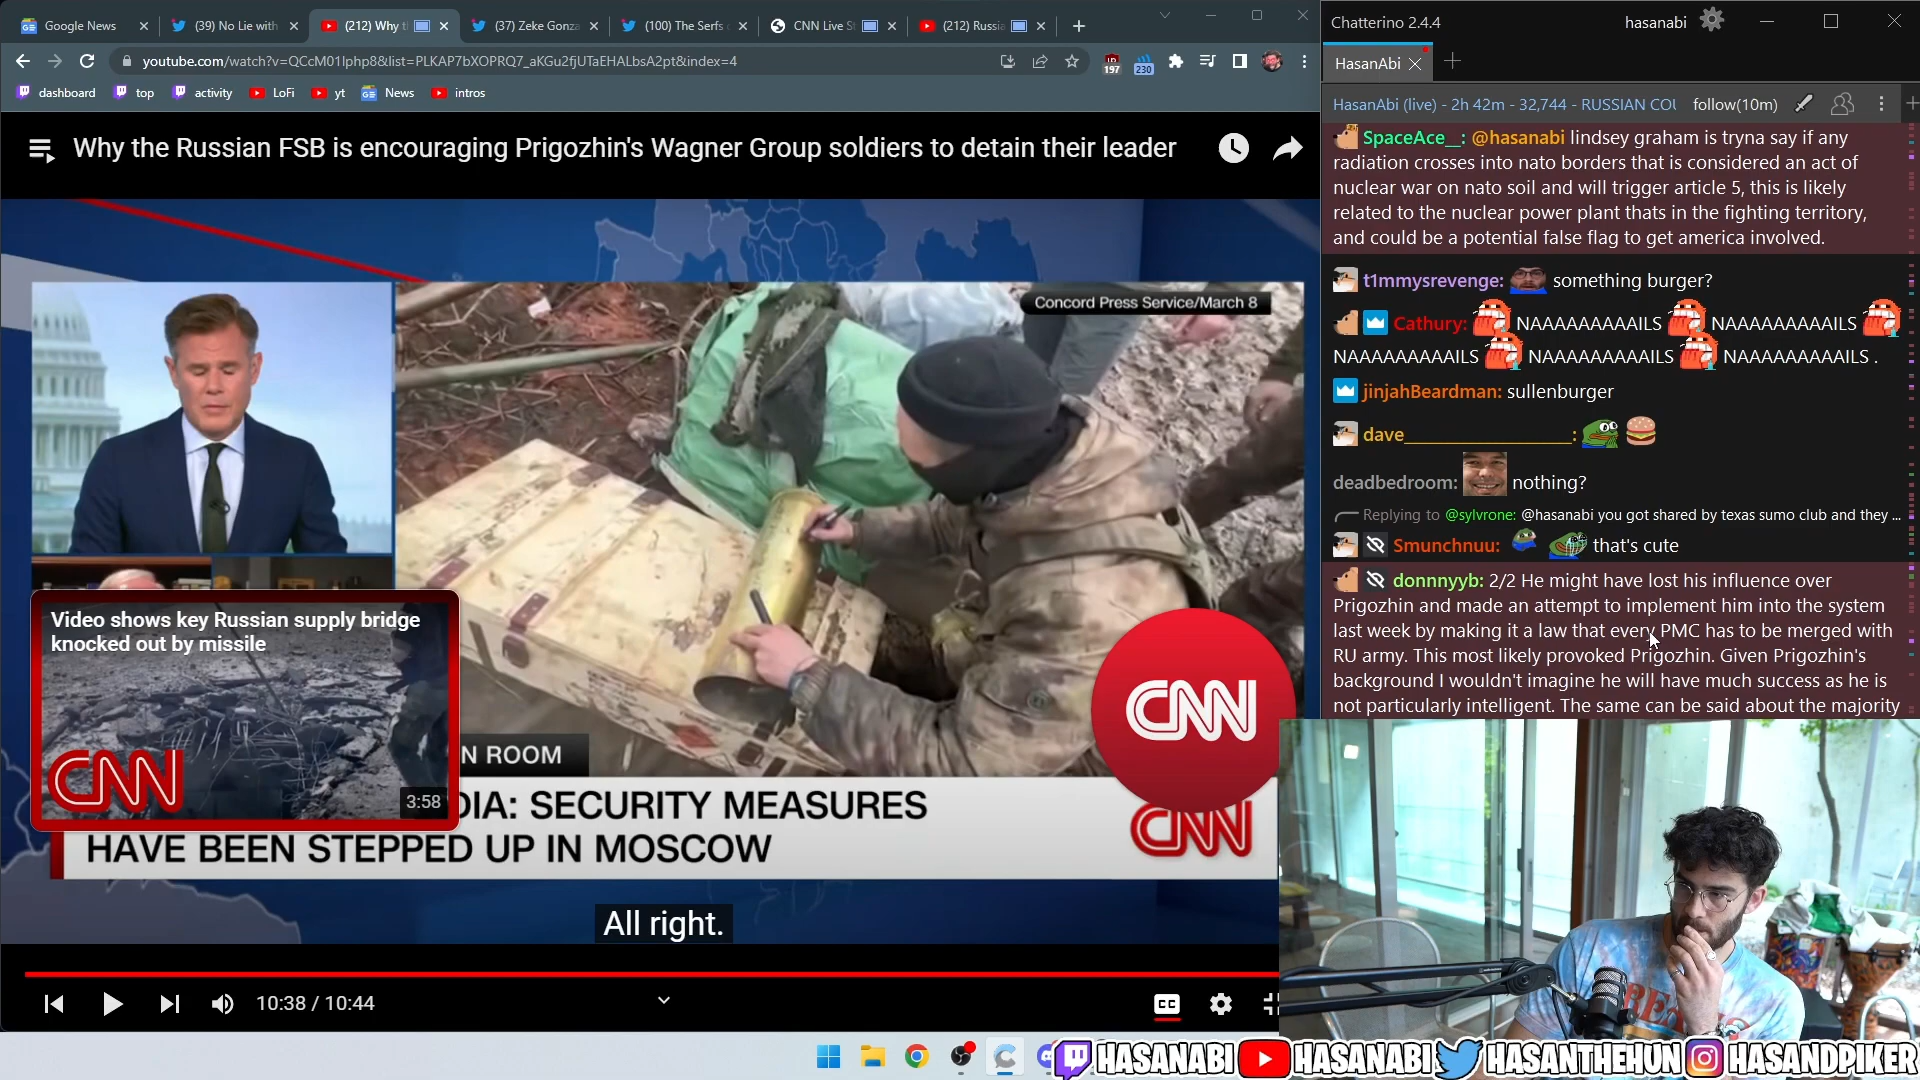 Google News
(39) No Lie with
(212) Why t
(37) Zeke Gonza
(100) The Serfs
CNN Live S
(212) Russia
youtube.com/watch?v=QCcM01lphp8&list=PLKAP7bXOPRQ7_aKGu2fjUTaEHALbsA2pt&index=4
197
230
dashboard
top
activity
LoFi
yt
News
intros
Why the Russian FSB is encouraging Prigozhin's Wagner Group soldiers to detain their leader
Concord Press Service/March 8
Video shows key Russian supply bridge
knocked out by missile
CNN
3:58
N ROOM
CNN
DIA: SECURITY MEASURES
HAVE BEEN STEPPED UP IN MOSCOW
CNN
All right.
10:38 / 10:44
CC
Chatterino 2.4.4
hasanabi
HasanAbi
HasanAbi (live) - 2h 42m - 32,744 - RUSSIAN COU
follow(10m)
SpaceAce__: @hasanabi lindsey graham is tryna say if any
radiation crosses into nato borders that is considered an act of
nuclear war on nato soil and will trigger article 5, this is likely
related to the nuclear power plant thats in the fighting territory,
and could be a potential false flag to get america involved.
t1mmysrevenge: something burger?
Cathury: NAAAAAAAAAILS NAAAAAAAAAILS
NAAAAAAAAAILS NAAAAAAAAAILS NAAAAAAAAAILS .
jinjahBeardman: sullenburger
dave__________________:
deadbedroom: nothing?
Replying to @sylvrone: @hasanabi you got shared by texas sumo club and they ...
Smunchnuu: that's cute
donnnyyb: 2/2 He might have lost his influence over
Prigozhin and made an attempt to implement him into the system
last week by making it a law that every PMC has to be merged with
RU army. This most likely provoked Prigozhin. Given Prigozhin's
background I wouldn't imagine he will have much success as he is
not particularly intelligent. The same can be said about the majority
HASANABI HASANABI HASANTHEHUN HASANDPIKER